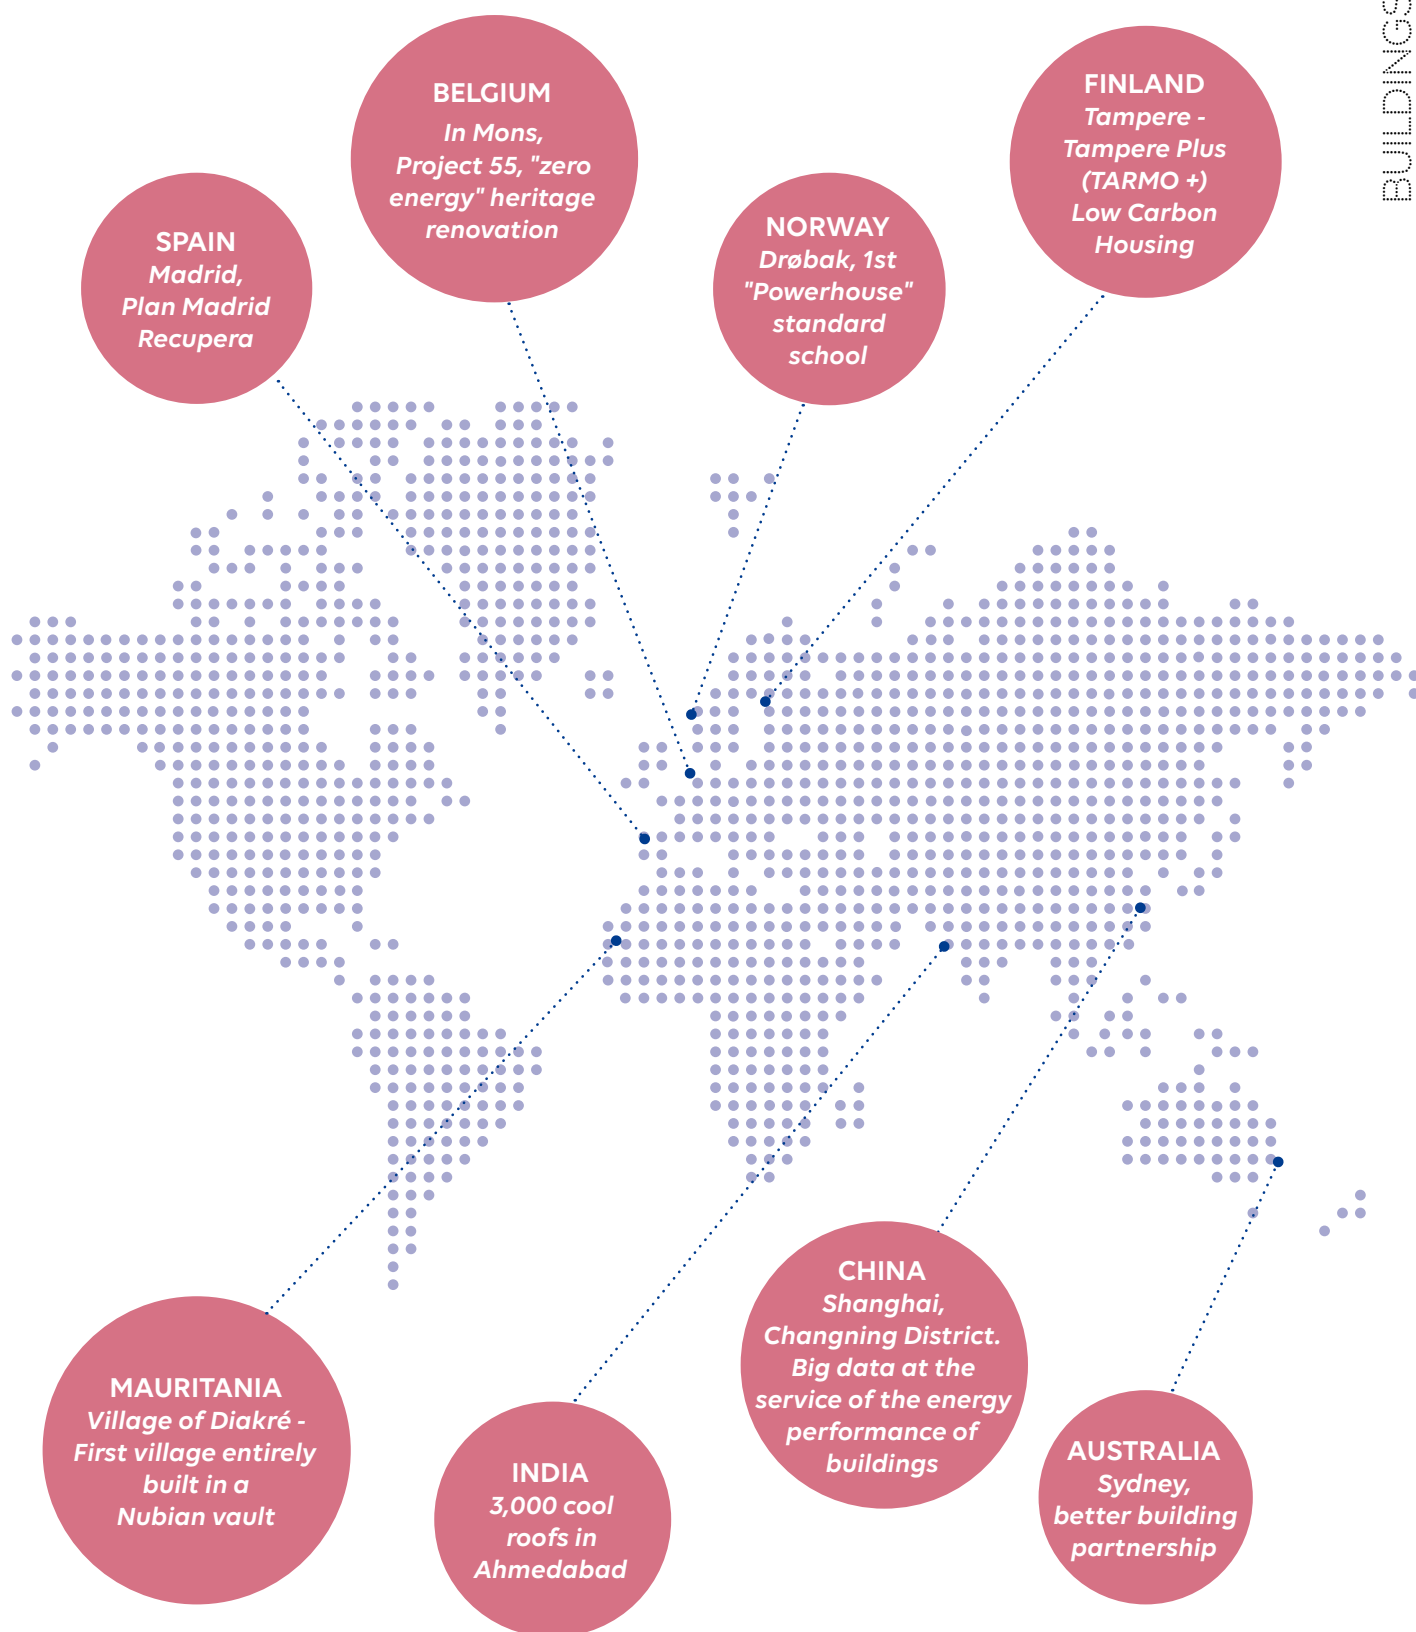 BUILDINGS
BELGIUM
In Mons,
Project 55, "zero
energy" heritage
renovation
FINLAND
Tampere -
Tampere Plus
(TARMO +)
Low Carbon
Housing
SPAIN
Madrid,
Plan Madrid
Recupera
NORWAY
Drøbak, 1st
"Powerhouse"
standard
school
MAURITANIA
Village of Diakré -
First village entirely
built in a
Nubian vault
INDIA
3,000 cool
roofs in
Ahmedabad
CHINA
Shanghai,
Changning District.
Big data at the
service of the energy
performance of
buildings
AUSTRALIA
Sydney,
better building
partnership